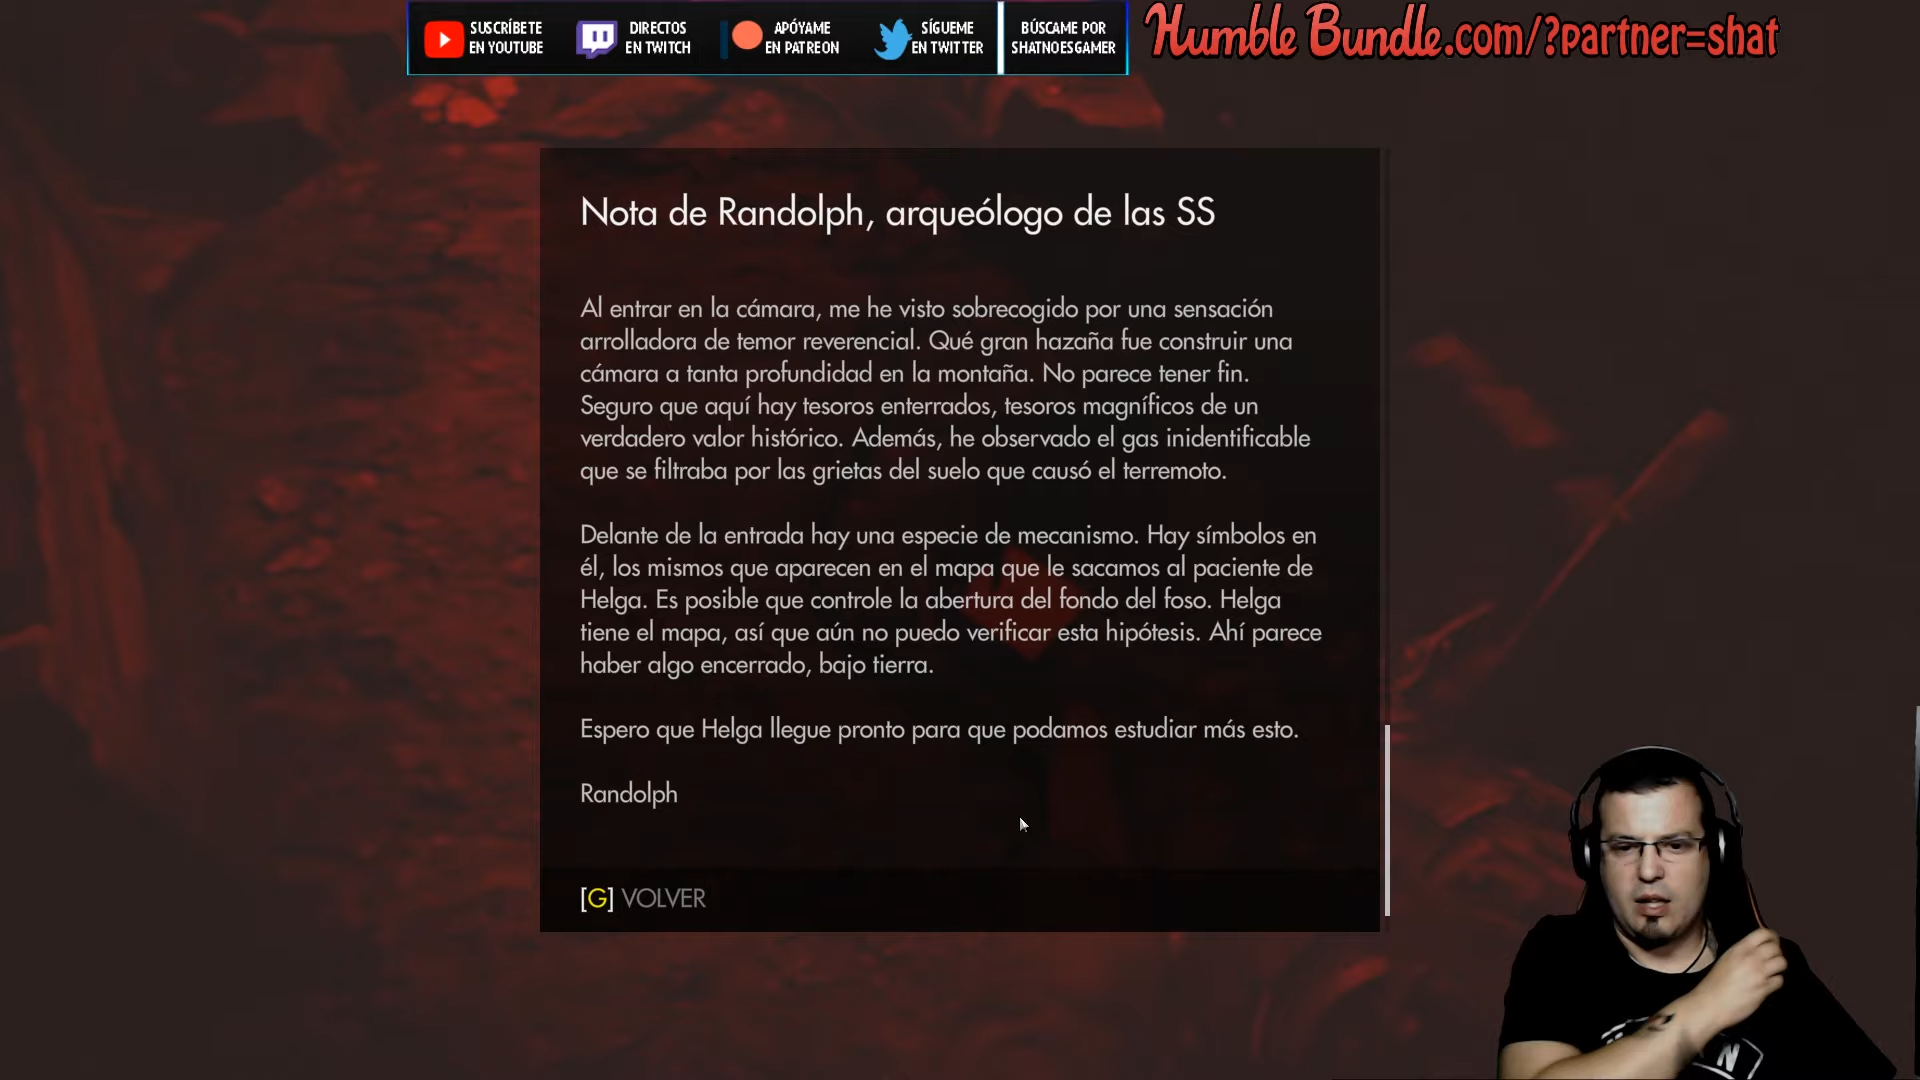 SUSCRÍBETE
EN YOUTUBE
DIRECTOS
EN TWITCH
APÓYAME
EN PATREON
SÍGUEME
EN TWITTER
BÚSCAME POR
SHATNOESGAMER
Humble Bundle.com/?partner=shat
Nota de Randolph, arqueólogo de las SS
Al entrar en la cámara, me he visto sobrecogido por una sensación
arrolladora de temor reverencial. Qué gran hazaña fue construir una
cámara a tanta profundidad en la montaña. No parece tener fin.
Seguro que aquí hay tesoros enterrados, tesoros magníficos de un
verdadero valor histórico. Además, he observado el gas inidentificable
que se filtraba por las grietas del suelo que causó el terremoto.
Delante de la entrada hay una especie de mecanismo. Hay símbolos en
él, los mismos que aparecen en el mapa que le sacamos al paciente de
Helga. Es posible que controle la abertura del fondo del foso. Helga
tiene el mapa, así que aún no puedo verificar esta hipótesis. Ahí parece
haber algo encerrado, bajo tierra.
Espero que Helga llegue pronto para que podamos estudiar más esto.
Randolph
[G] VOLVER